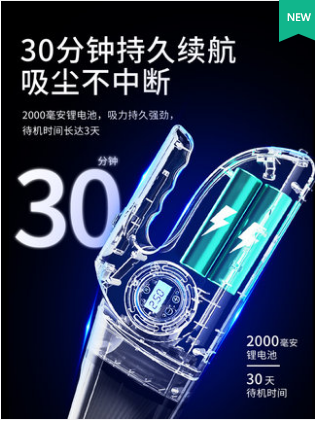 NEW
30分钟持久续航
吸尘不中断
2000毫安锂电池，吸力持久强劲，
待机时间长达3天
分钟
30
250
2000毫安
锂电池
30天
待机时间